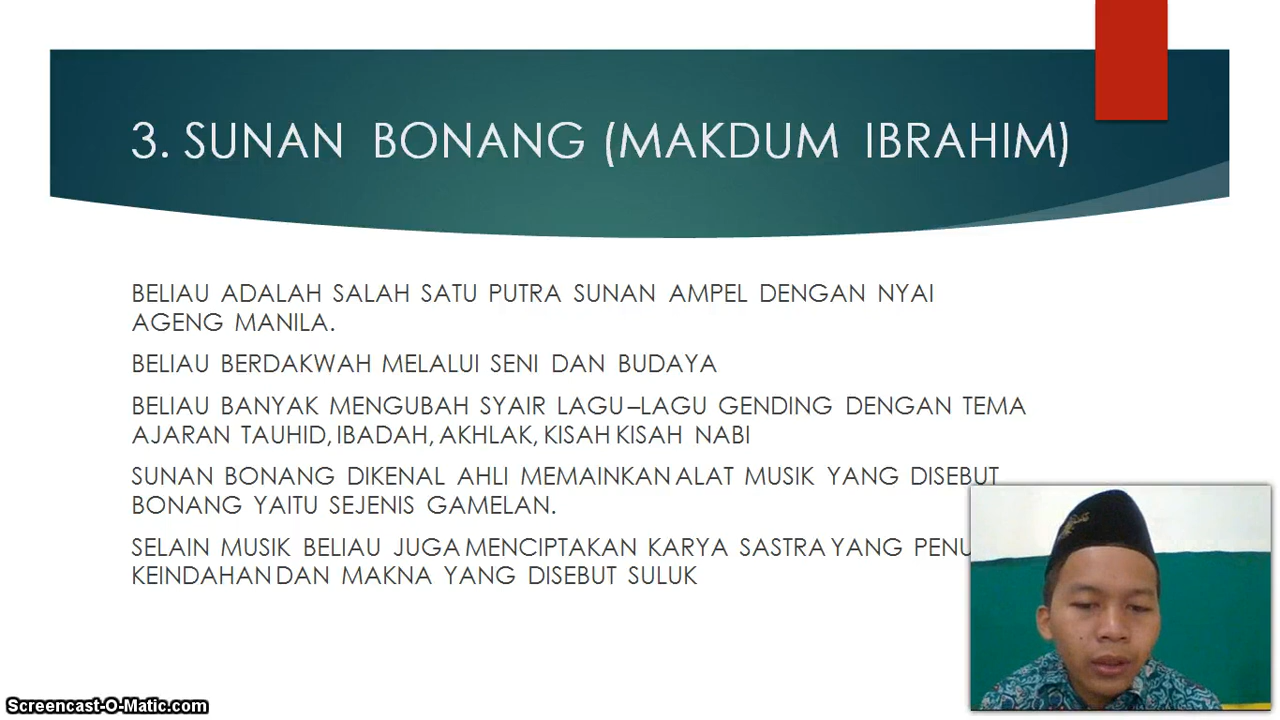 3. SUNAN BONANG (MAKDUM IBRAHIM)
BELIAU ADALAH SALAH SATU PUTRA SUNAN AMPEL DENGAN NYAI
AGENG MANILA.
BELIAU BERDAKWAH MELALUI SENI DAN BUDAYA
BELIAU BANYAK MENGUBAH SYAIR LAGU–LAGU GENDING DENGAN TEMA
AJARAN TAUHID, IBADAH, AKHLAK, KISAH KISAH NABI
SUNAN BONANG DIKENAL AHLI MEMAINKAN ALAT MUSIK YANG DISEBUT
BONANG YAITU SEJENIS GAMELAN.
SELAIN MUSIK BELIAU JUGA MENCIPTAKAN KARYA SASTRA YANG
KEINDAHAN DAN MAKNA YANG DISEBUT SULUK
Screencast-O-Matic.com